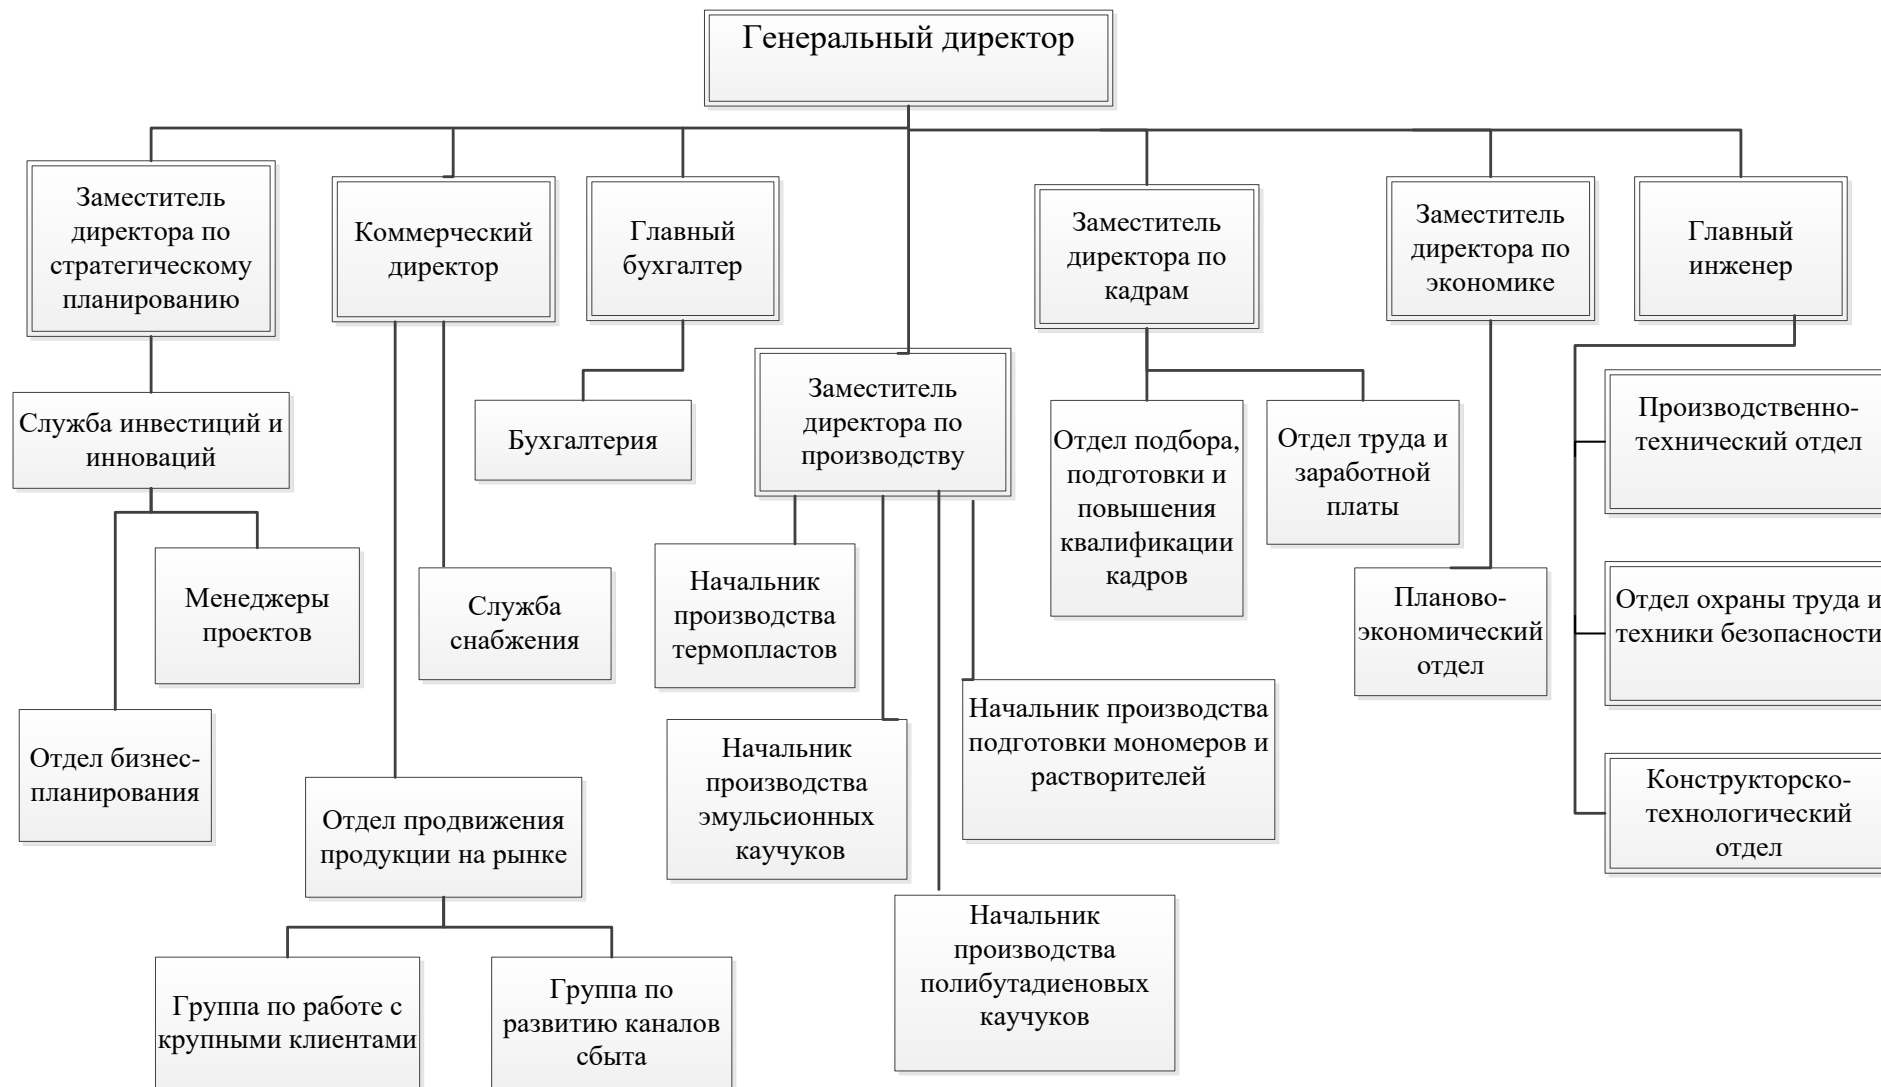 Генеральный директор
Заместитель
директора по
стратегическому
планированию
Коммерческий
директор
Главный
бухгалтер
Заместитель
директора по
кадрам
Заместитель
директора по
экономике
Главный
инженер
Служба инвестиций и
инноваций
Бухгалтерия
Заместитель
директора по
производству
Отдел подбора,
подготовки и
повышения
квалификации
кадров
Отдел труда и
заработной
платы
Производственно-
технический отдел
Менеджеры
проектов
Служба
снабжения
Начальник
производства
термопластов
Планово-
экономический
отдел
Отдел охраны труда и
техники безопасности
Отдел бизнес-
планирования
Начальник
производства
эмульсионных
каучуков
Начальник производства
подготовки мономеров и
растворителей
Конструкторско-
технологический
отдел
Отдел продвижения
продукции на рынке
Начальник
производства
полибутадиеновых
каучуков
Группа по работе с
крупными клиентами
Группа по
развитию каналов
сбыта